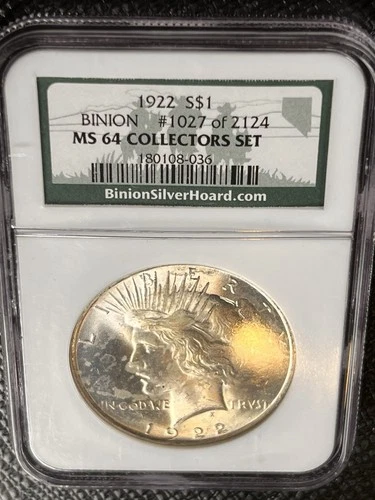 1922 S$1
BINION #1027 of 2124
MS 64 COLLECTORS SET
180108-036
BinionSilverHoard.com
LIBERTY
IN GOD WE TRVST
1922